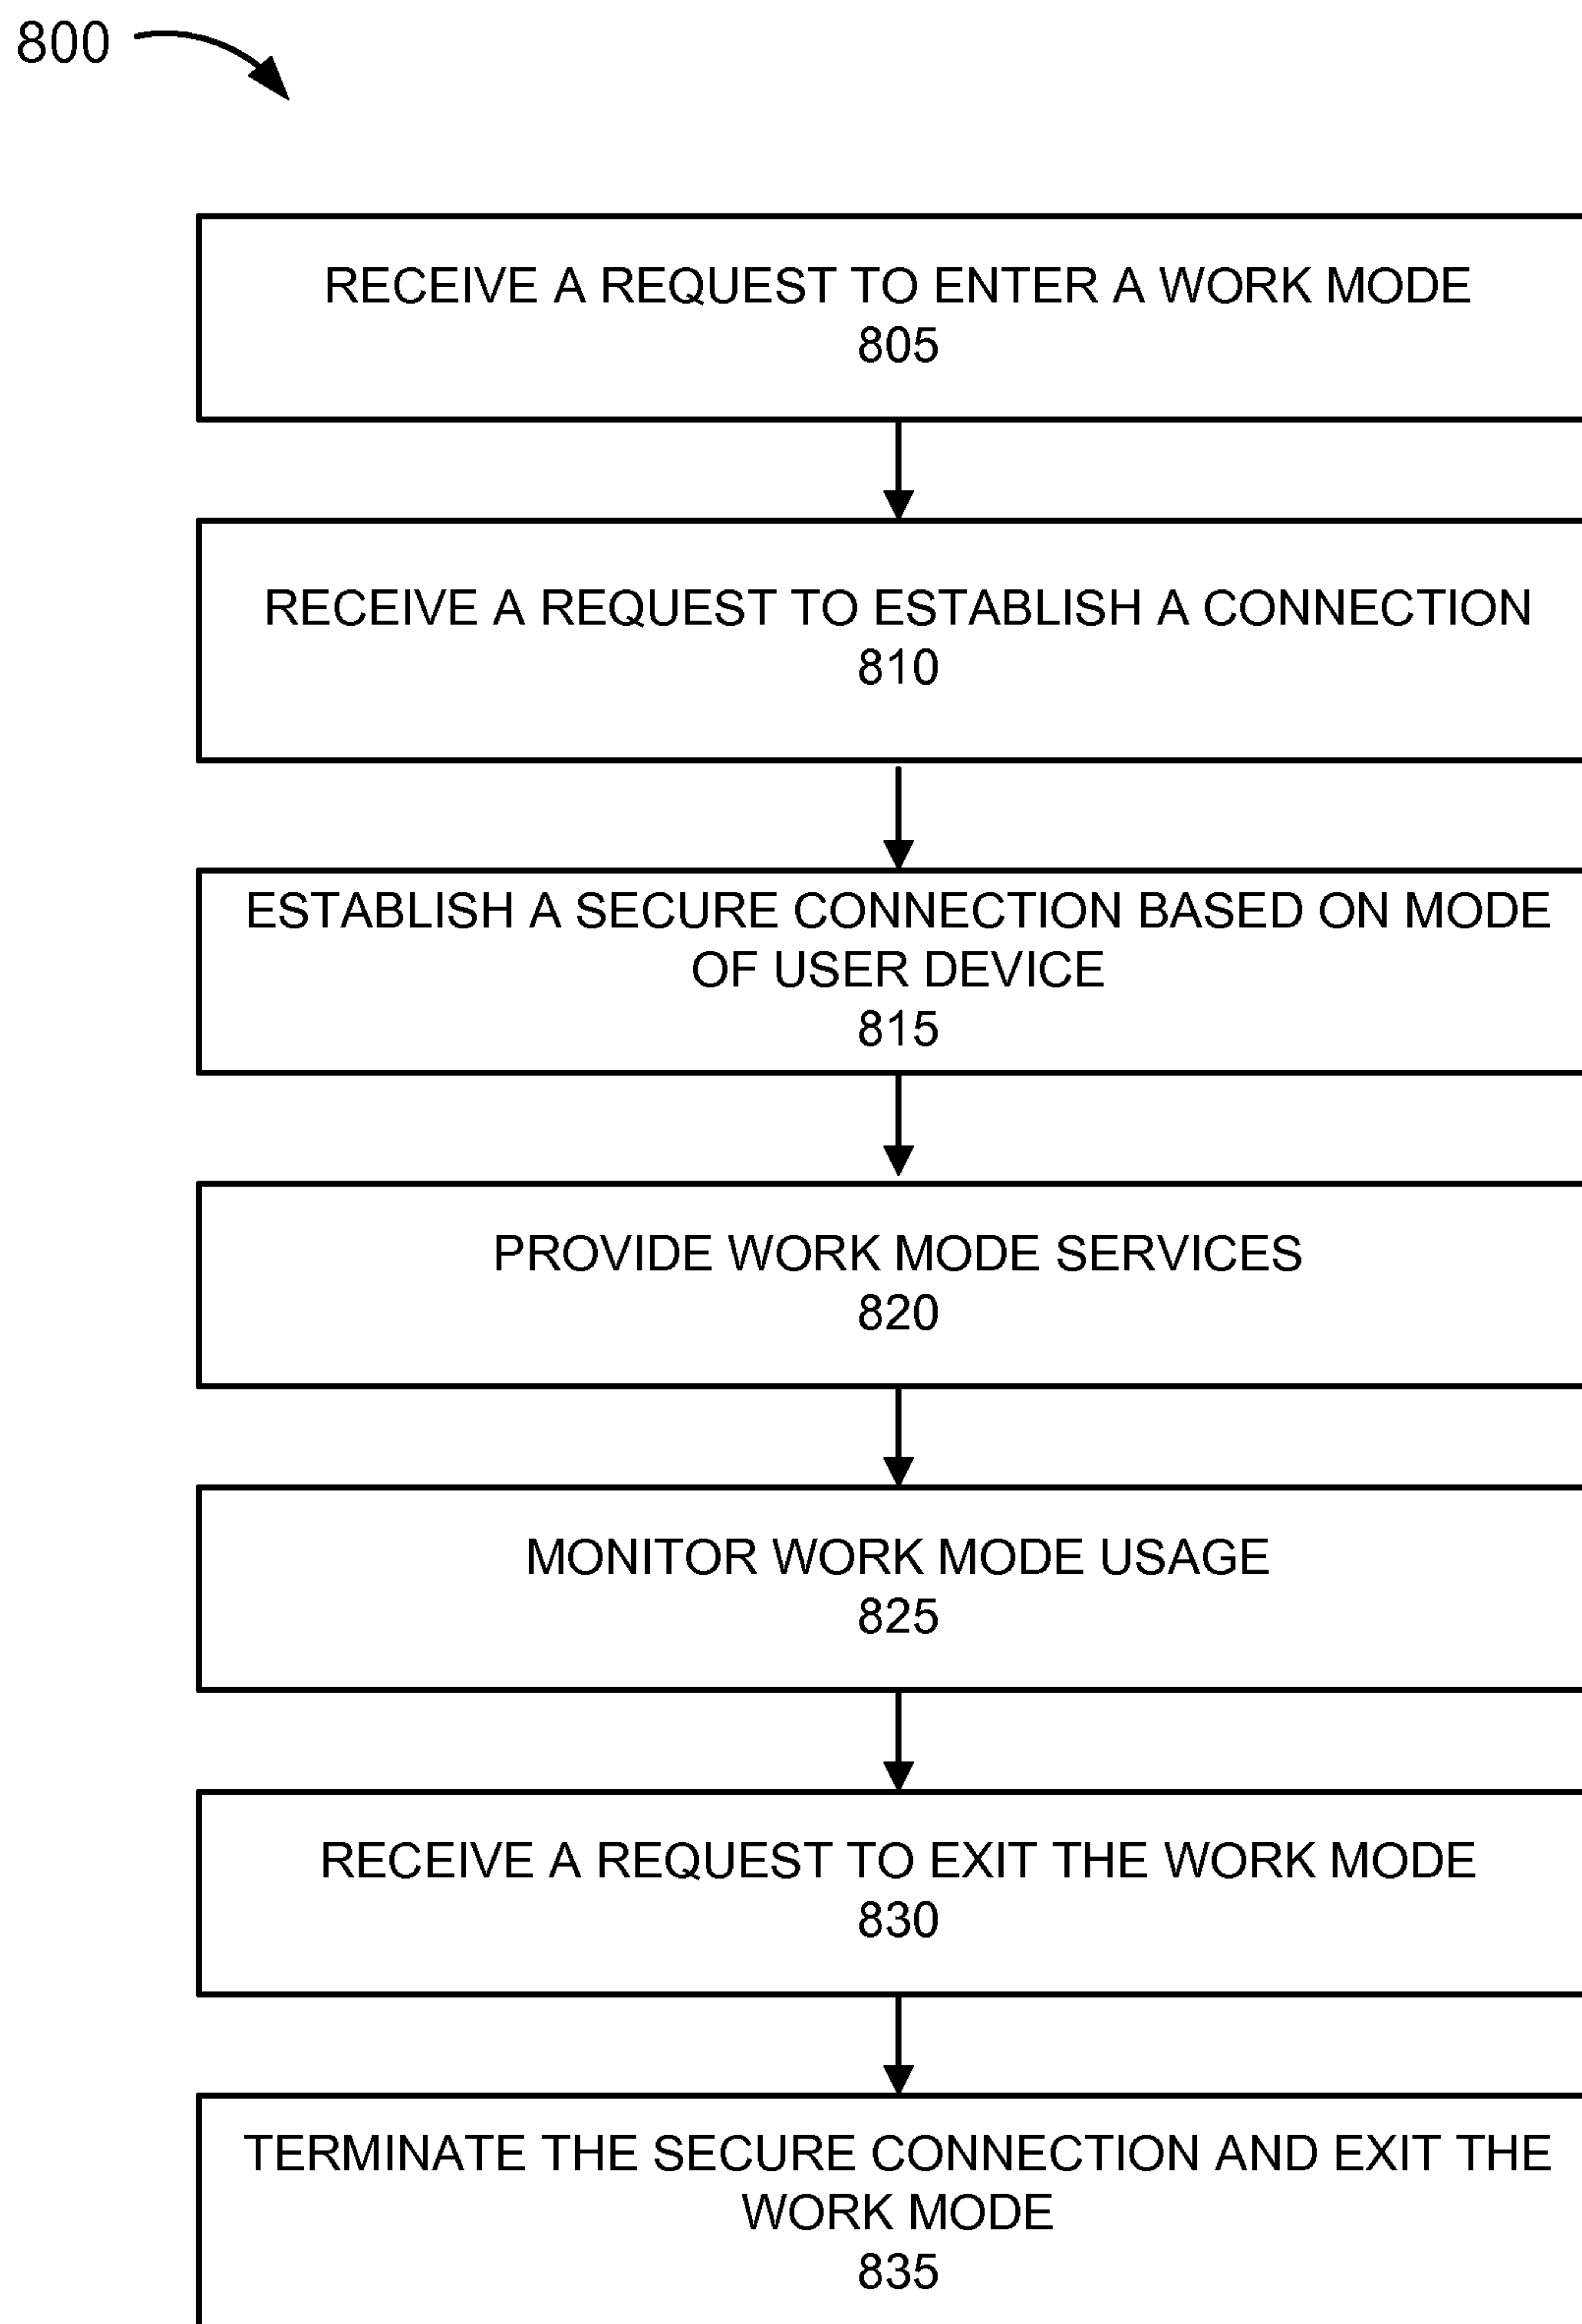 800
RECEIVE A REQUEST TO ENTER A WORK MODE
805
RECEIVE A REQUEST TO ESTABLISH A CONNECTION
810
ESTABLISH A SECURE CONNECTION BASED ON MODE
OF USER DEVICE
815
PROVIDE WORK MODE SERVICES
820
MONITOR WORK MODE USAGE
825
RECEIVE A REQUEST TO EXIT THE WORK MODE
830
TERMINATE THE SECURE CONNECTION AND EXIT THE
WORK MODE
835